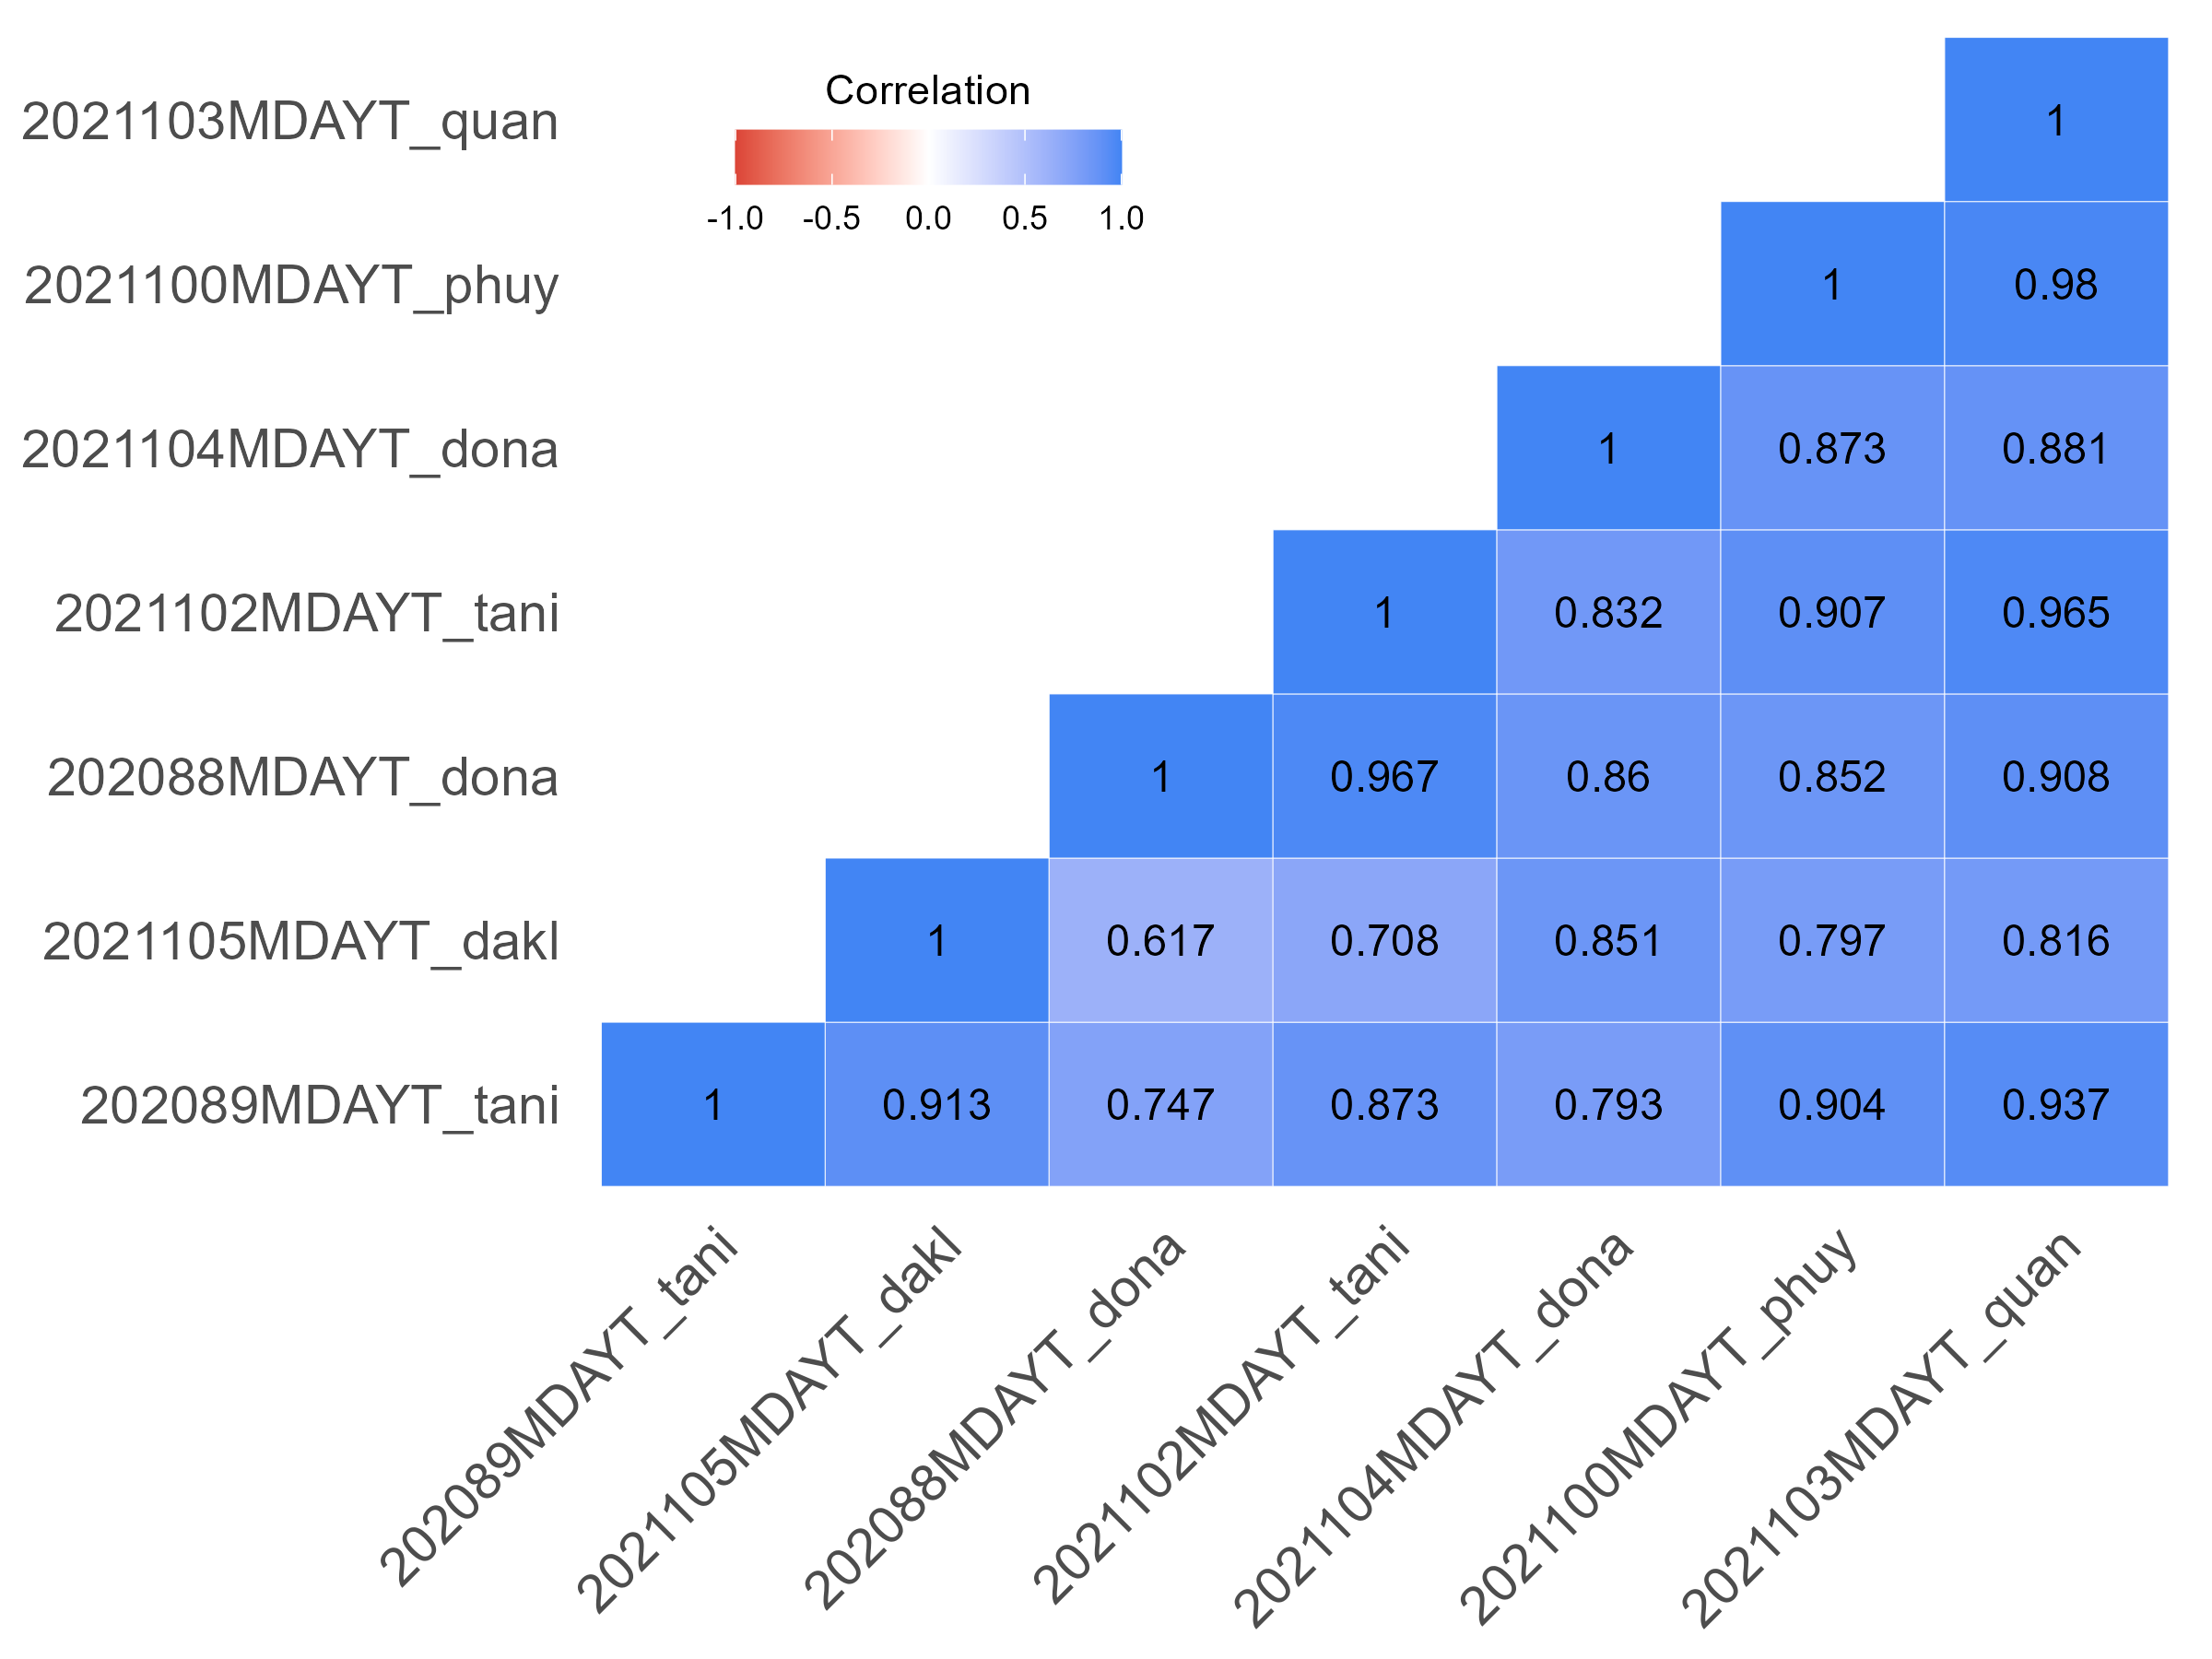 Correlation
-1.0 -0.5 0.0 0.5 1.0
2021103MDAYT_quan 1
2021100MDAYT_phuy 1 0.98
2021104MDAYT_dona 1 0.873 0.881
2021102MDAYT_tani 1 0.832 0.907 0.965
202088MDAYT_dona 1 0.967 0.86 0.852 0.908
2021105MDAYT_dakl 1 0.617 0.708 0.851 0.797 0.816
202089MDAYT_tani 1 0.913 0.747 0.873 0.793 0.904 0.937
202089MDAYT_tani
2021105MDAYT_dakl
202088MDAYT_dona
2021102MDAYT_tani
2021104MDAYT_dona
2021100MDAYT_phuy
2021103MDAYT_quan